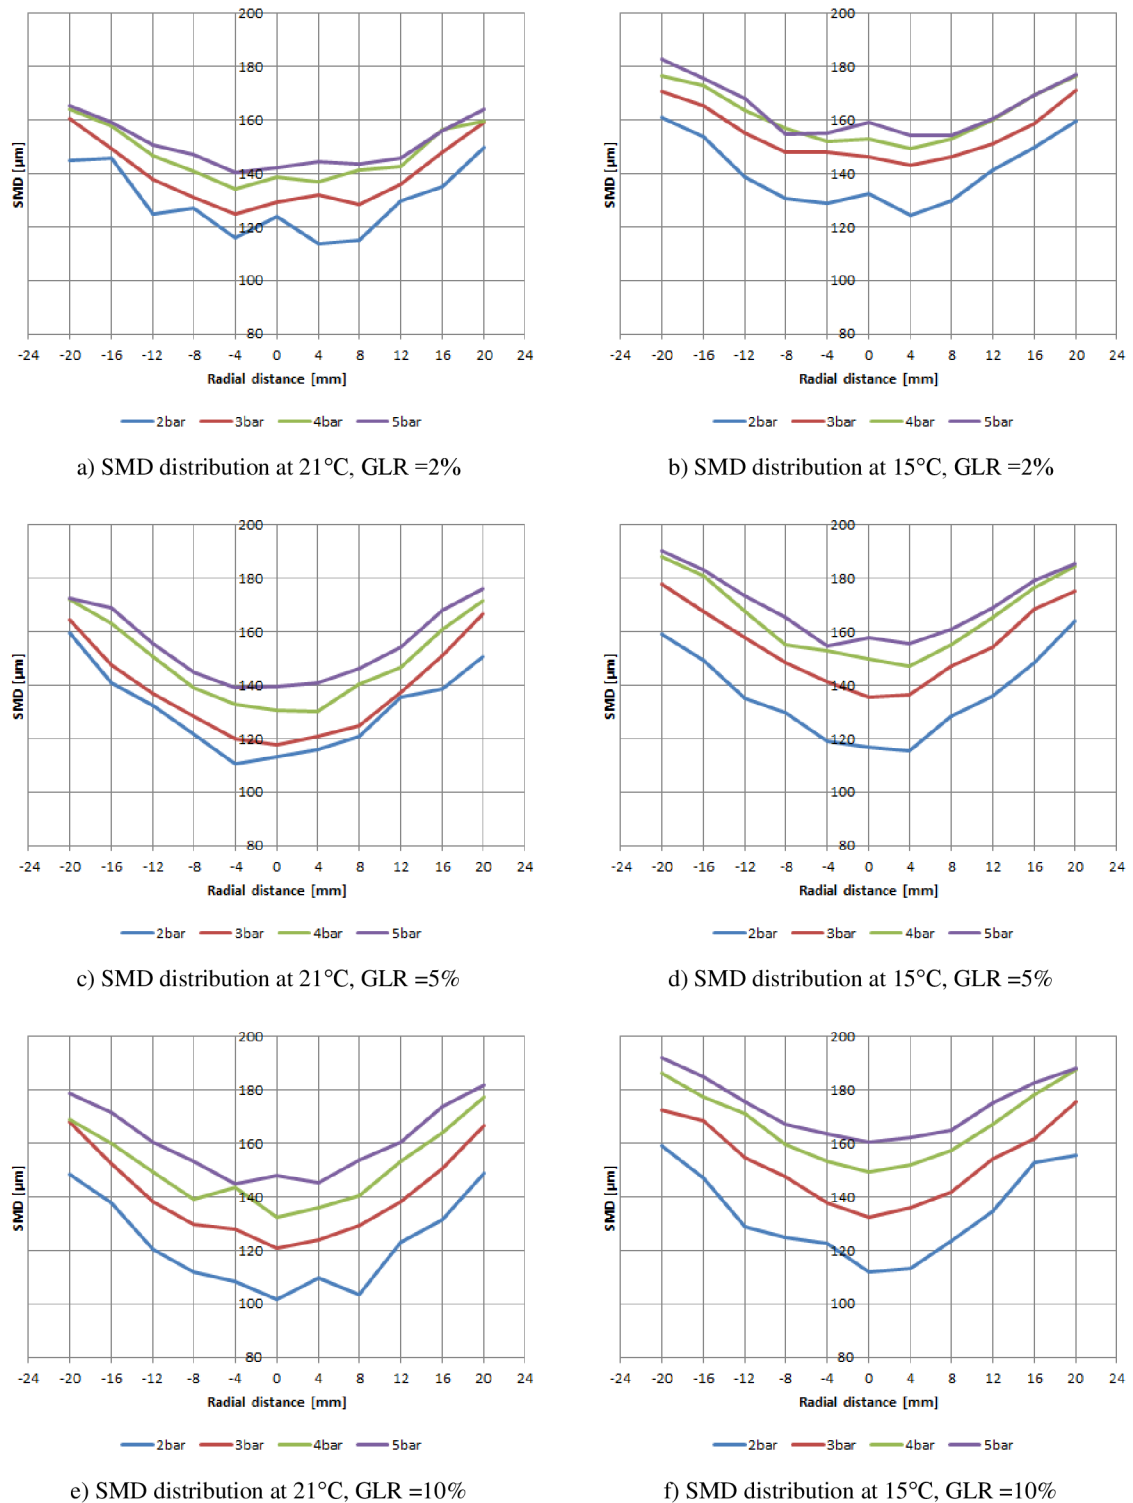 200 200
180 180
160 160
140 140
120 120
100 100
80 80
SMD [µm] SMD [µm]
-24 -20 -16 -12 -8 -4 0 4 8 12 16 20 24 -24 -20 -16 -12 -8 -4 0 4 8 12 16 20 24
Radial distance [mm] Radial distance [mm]
2bar 3bar 4bar 5bar 2bar 3bar 4bar 5bar
a) SMD distribution at 21°C, GLR =2% b) SMD distribution at 15°C, GLR =2%
200 200
180 180
160 160
140 140
120 120
100 100
80 80
SMD [µm] SMD [µm]
-24 -20 -16 -12 -8 -4 0 4 8 12 16 20 24 -24 -20 -16 -12 -8 -4 0 4 8 12 16 20 24
Radial distance [mm] Radial distance [mm]
2bar 3bar 4bar 5bar 2bar 3bar 4bar 5bar
c) SMD distribution at 21°C, GLR =5% d) SMD distribution at 15°C, GLR =5%
200 200
180 180
160 160
140 140
120 120
100 100
80 80
SMD [µm] SMD [µm]
-24 -20 -16 -12 -8 -4 0 4 8 12 16 20 24 -24 -20 -16 -12 -8 -4 0 4 8 12 16 20 24
Radial distance [mm] Radial distance [mm]
2bar 3bar 4bar 5bar 2bar 3bar 4bar 5bar
e) SMD distribution at 21°C, GLR =10% f) SMD distribution at 15°C, GLR =10%